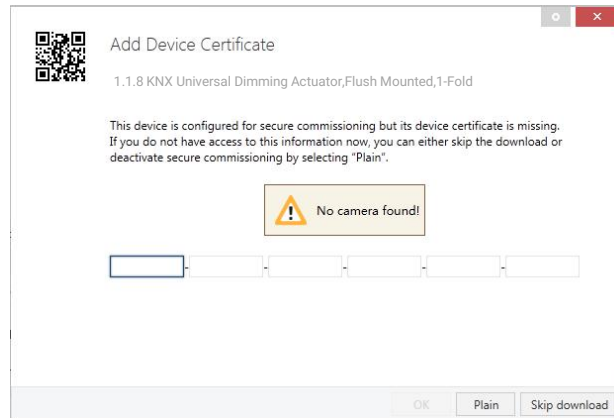 Add Device Certificate
1.1.8 KNX Universal Dimming Actuator,Flush Mounted,1-Fold
This device is configured for secure commissioning but its device certificate is missing.
If you do not have access to this information now, you can either skip the download or
deactivate secure commissioning by selecting "Plain".
No camera found!
- - - - -
OK Plain Skip download